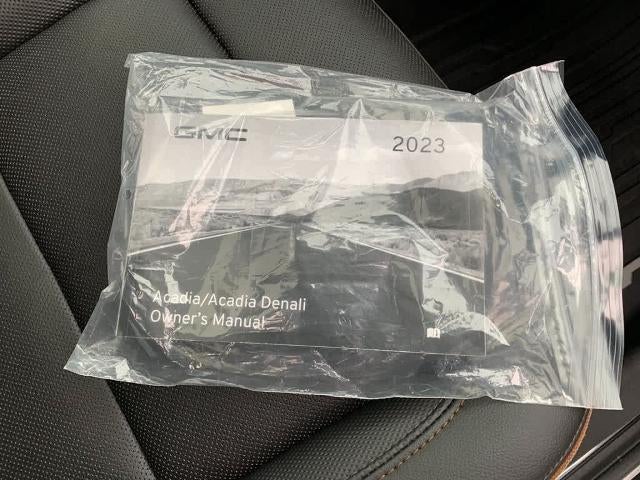 GMC
2023
Acadia/Acadia Denali
Owner's Manual